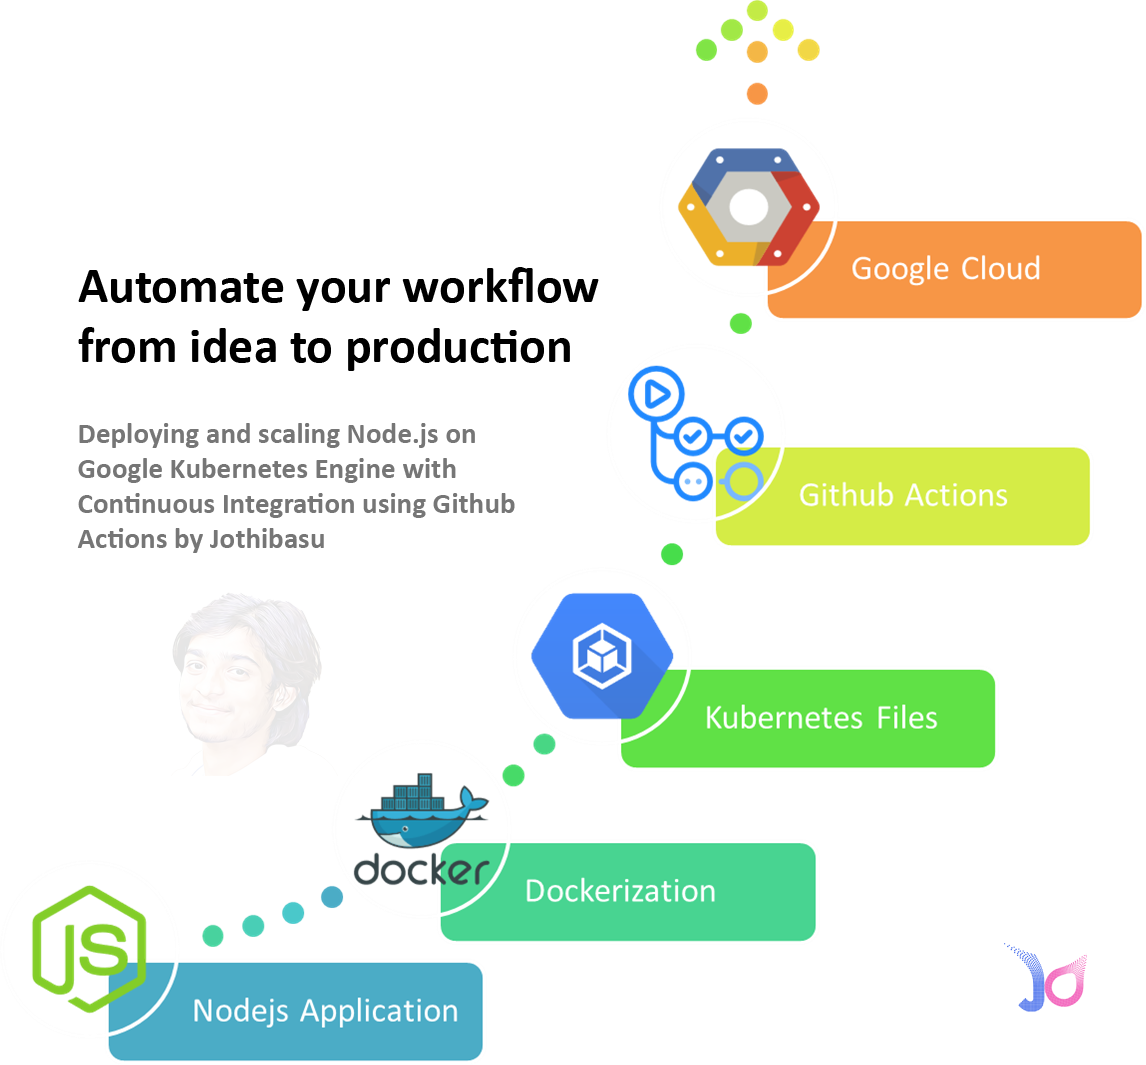 Automate your workflow
from idea to production
Deploying and scaling Node.js on
Google Kubernetes Engine with
Continuous Integration using Github
Actions by Jothibasu
Google Cloud
Github Actions
Kubernetes Files
docker
Dockerization
JS
Nodejs Application
JO